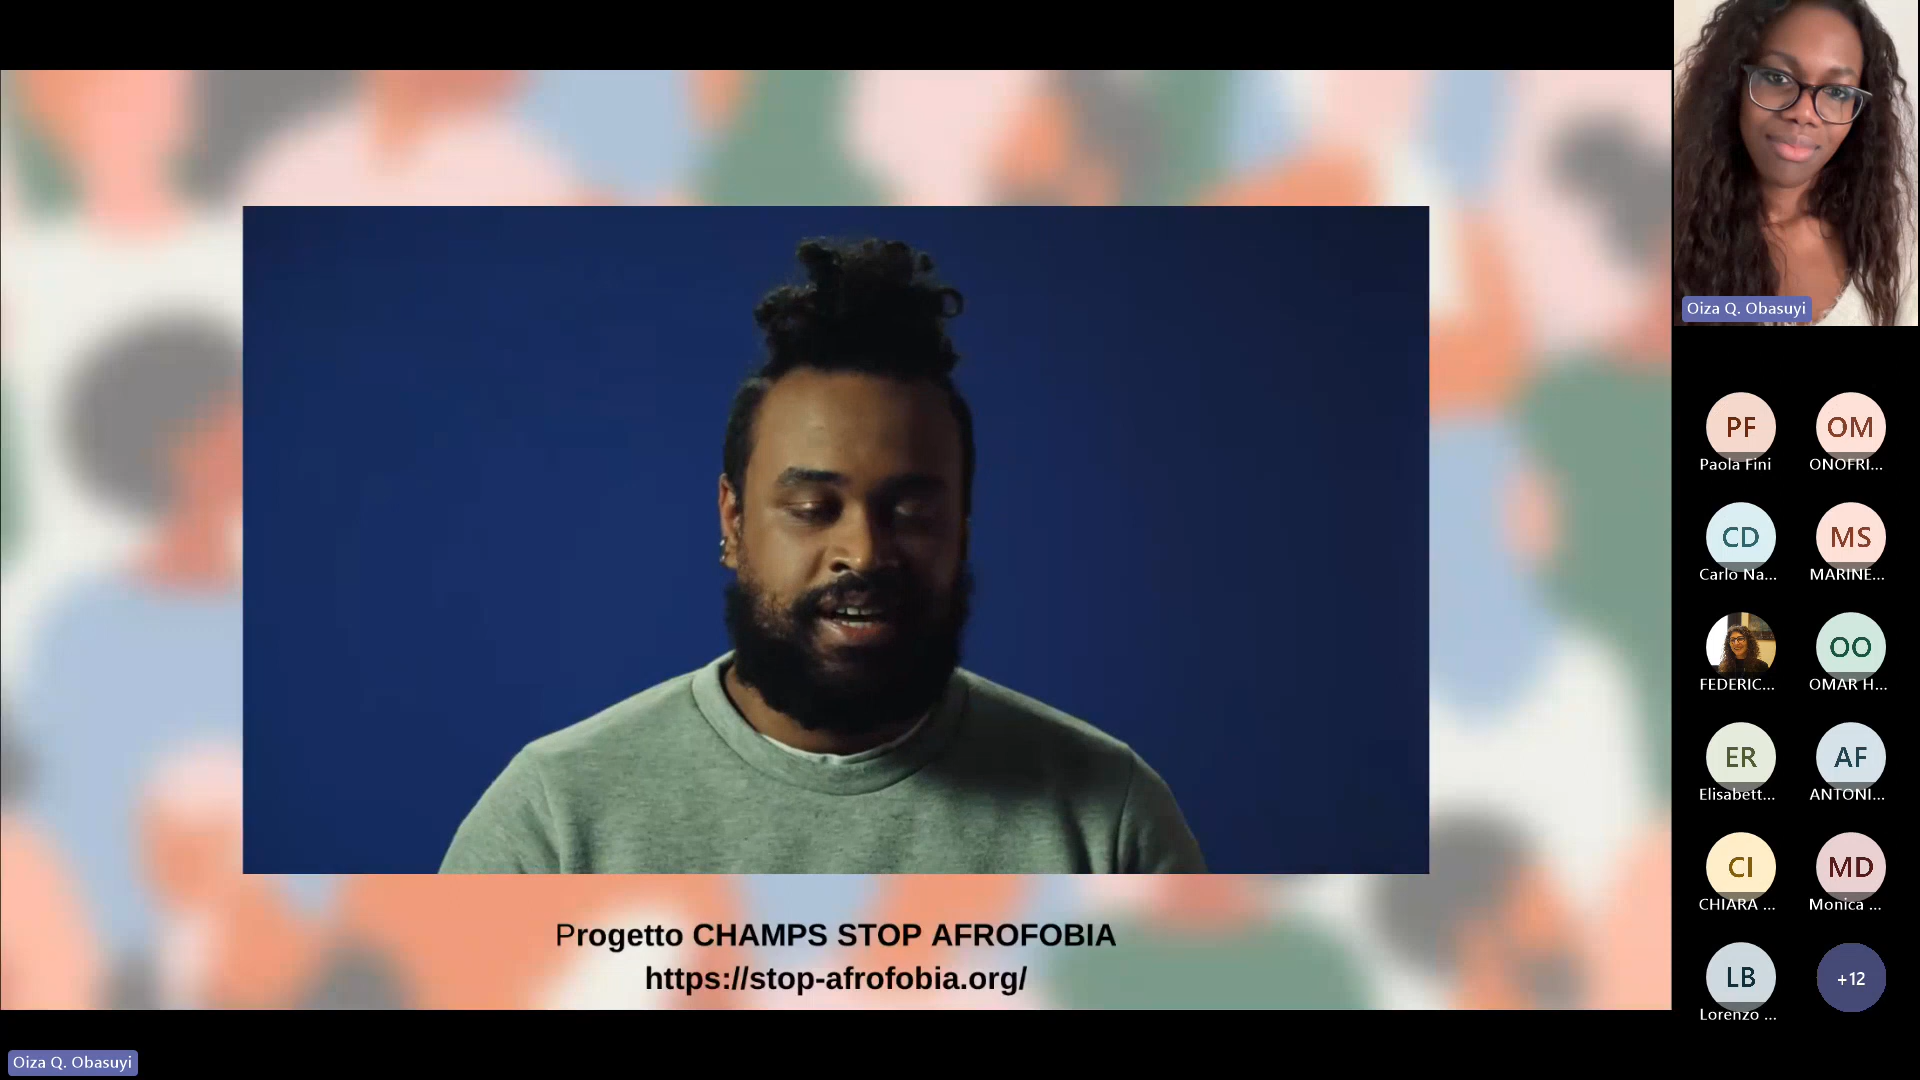 Oiza Q. Obasuyi
PF
Paola Fini
OM
ONOFRI...
CD
Carlo Na...
MS
MARINE...
FEDERIC...
OO
OMAR H...
ER
Elisabett...
AF
ANTONI...
CI
CHIARA ...
MD
Monica ...
LB
Lorenzo ...
+12
Progetto CHAMPS STOP AFROFOBIA
https://stop-afrofobia.org/
Oiza Q. Obasuyi